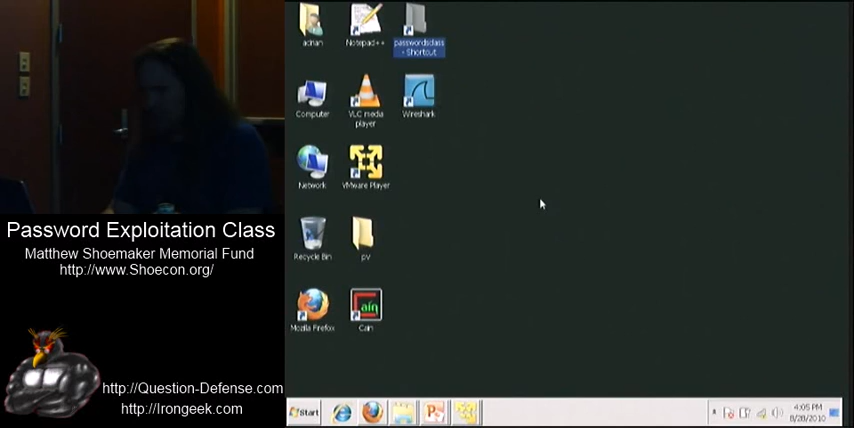 Password Exploitation Class
Matthew Shoemaker Memorial Fund
http://www.Shoecon.org/
http://Question-Defense.com
http://Irongeek.com
adrian
Notepad++
passwordsclass
- Shortcut
Computer
VLC media
player
Wireshark
Network
VMware Player
Recycle Bin
pv
Mozilla Firefox
Cain
Cain
Start
4:05 PM
8/28/2010